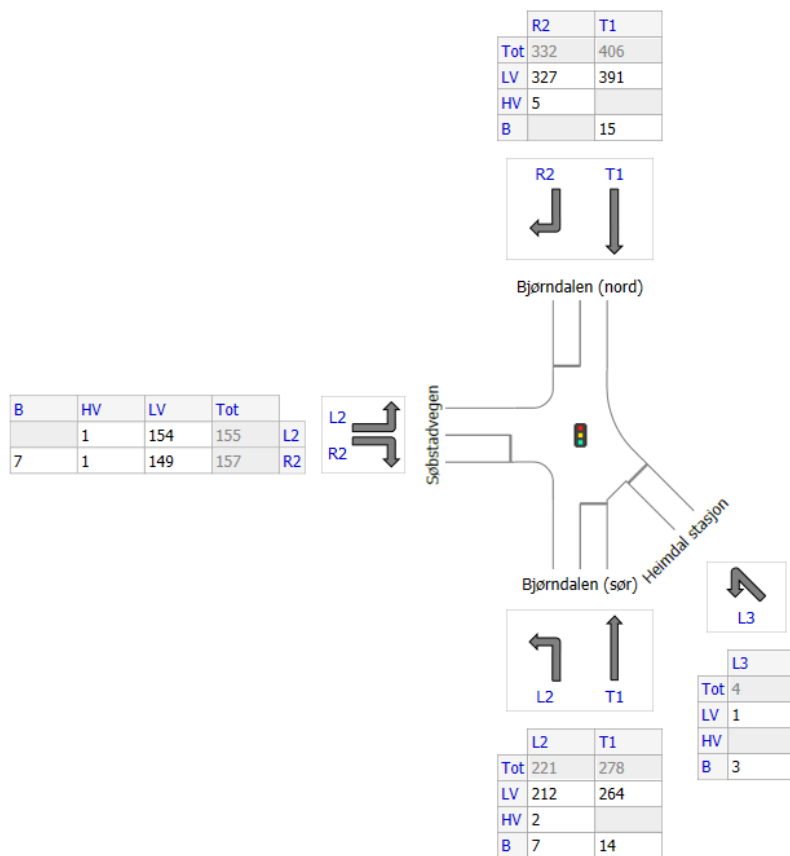 R2 T1
Tot 332 406
LV 327 391
HV 5
B 15
R2 T1
Bjørndalen (nord)
B HV LV Tot
1 154 155 L2
7 1 149 157 R2
L2
R2
Søbstadvegen
Heimdal stasjon
Bjørndalen (sør)
L2 T1
L3
L3
Tot 4
LV 1
HV
B 3
L2 T1
Tot 221 278
LV 212 264
HV 2
B 7 14